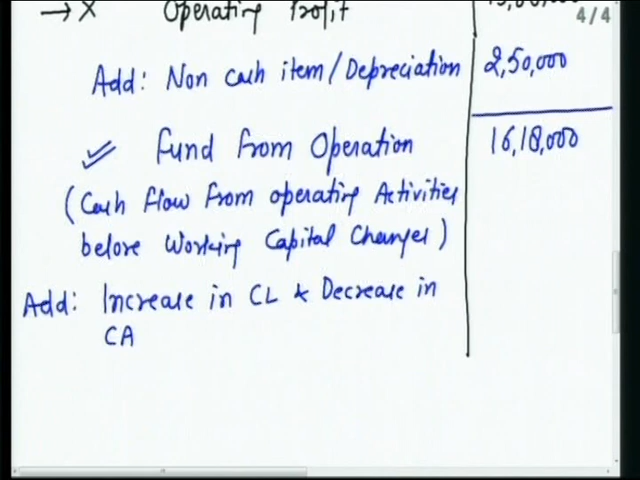 → X Operating Profit
4/4
Add: Non cash item/Depreciation 2,50,000
Fund from Operation 16,18,000
(Cash flow from operating Activities
before Working Capital Changes)
Add: Increase in CL & Decrease in
CA